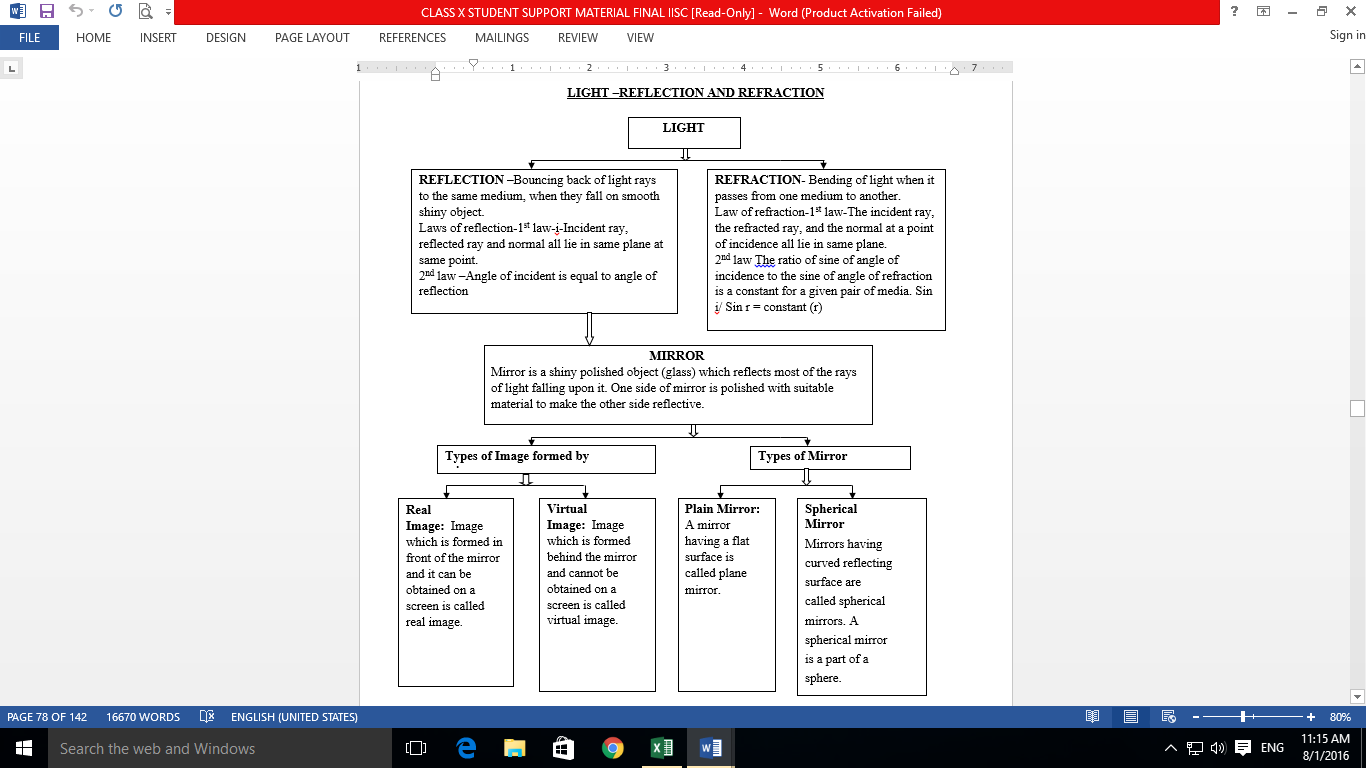 CLASS X STUDENT SUPPORT MATERIAL FINAL IISC [Read-Only] - Word (Product Activation Failed)
FILE HOME INSERT DESIGN PAGE LAYOUT REFERENCES MAILINGS REVIEW VIEW Sign in
1 1 2 3 4 5 6 7
LIGHT –REFLECTION AND REFRACTION
LIGHT
REFLECTION –Bouncing back of light rays
to the same medium, when they fall on smooth
shiny object.
Laws of reflection-1st law-i-Incident ray,
reflected ray and normal all lie in same plane at
same point.
2nd law –Angle of incident is equal to angle of
reflection
REFRACTION- Bending of light when it
passes from one medium to another.
Law of refraction-1st law-The incident ray,
the refracted ray, and the normal at a point
of incidence all lie in same plane.
2nd law The ratio of sine of angle of
incidence to the sine of angle of refraction
is a constant for a given pair of media. Sin
i/ Sin r = constant (r)
MIRROR
Mirror is a shiny polished object (glass) which reflects most of the rays
of light falling upon it. One side of mirror is polished with suitable
material to make the other side reflective.
Types of Image formed by
Types of Mirror
Real
Image: Image
which is formed in
front of the mirror
and it can be
obtained on a
screen is called
real image.
Virtual
Image: Image
which is formed
behind the mirror
and cannot be
obtained on a
screen is called
virtual image.
Plain Mirror:
A mirror
having a flat
surface is
called plane
mirror.
Spherical
Mirror
Mirrors having
curved reflecting
surface are
called spherical
mirrors. A
spherical mirror
is a part of a
sphere.
PAGE 78 OF 142 16670 WORDS ENGLISH (UNITED STATES) 80%
Search the web and Windows
ENG
11:15 AM
8/1/2016